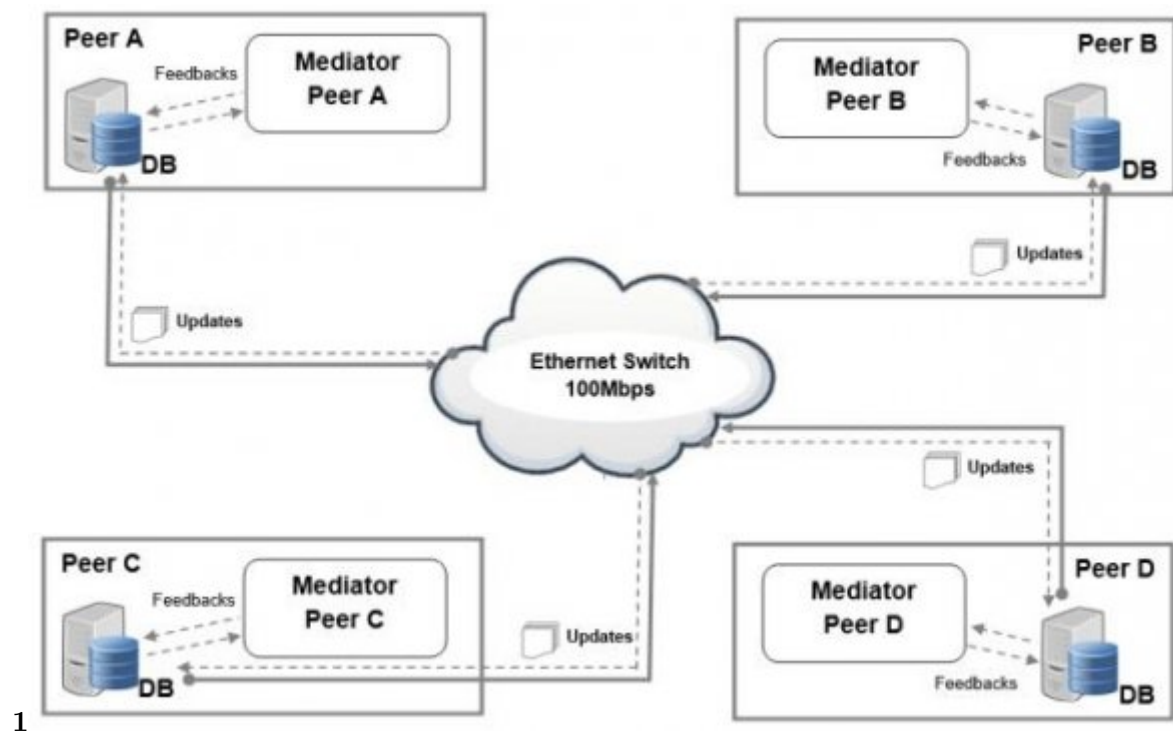 Peer A
Feedbacks
Mediator
Peer A
DB
Updates
Peer B
Mediator
Peer B
Feedbacks
DB
Updates
Ethernet Switch
100Mbps
Updates
Peer C
Feedbacks
Mediator
Peer C
Updates
DB
Peer D
Mediator
Peer D
Feedbacks
DB
1